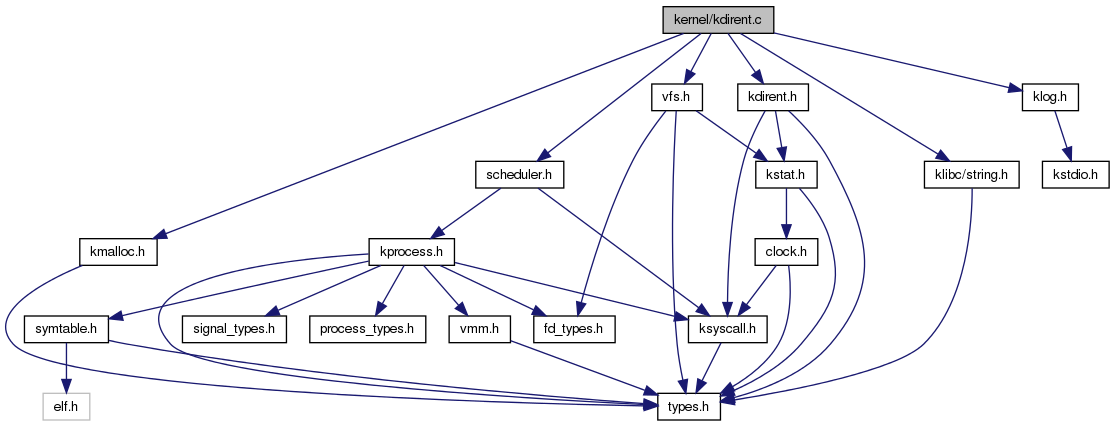 kernel/kdirent.c
vfs.h
kdirent.h
klog.h
scheduler.h
kstat.h
klibc/string.h
kstdio.h
kmalloc.h
kprocess.h
clock.h
symtable.h
signal_types.h
process_types.h
vmm.h
fd_types.h
ksyscall.h
elf.h
types.h